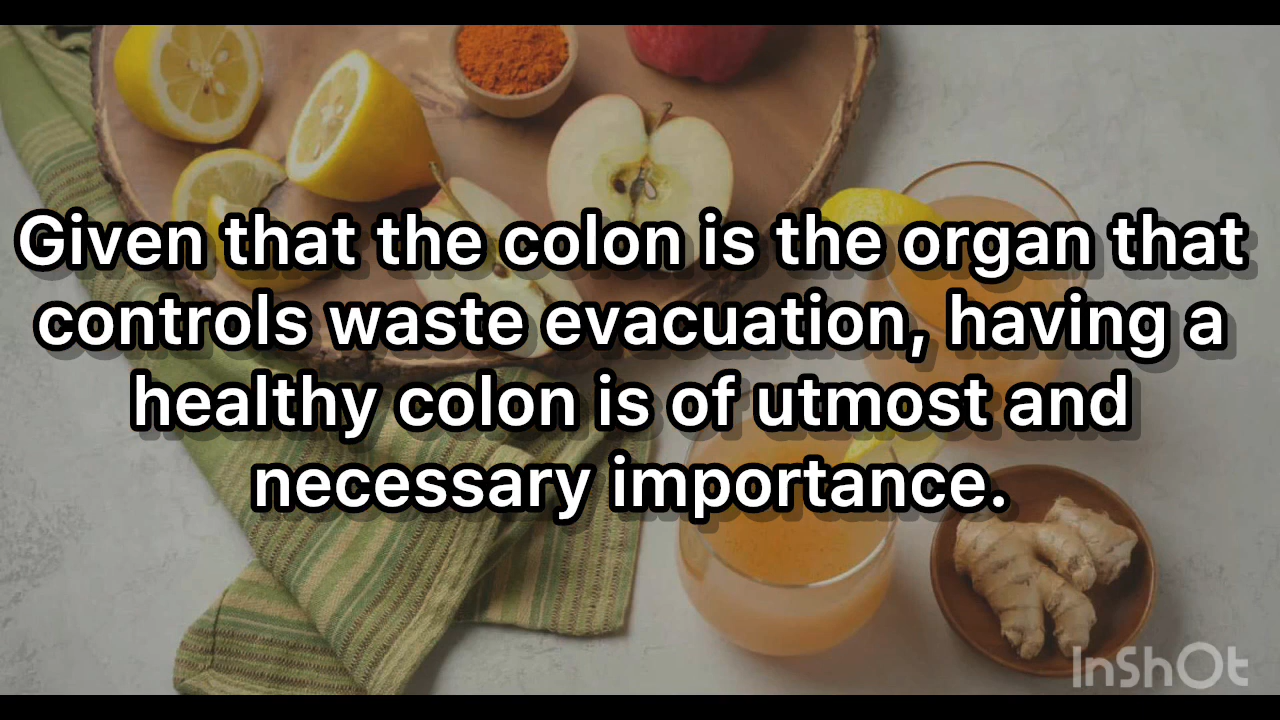 Given that the colon is the organ that
controls waste evacuation, having a
healthy colon is of utmost and
necessary importance.
InShOt